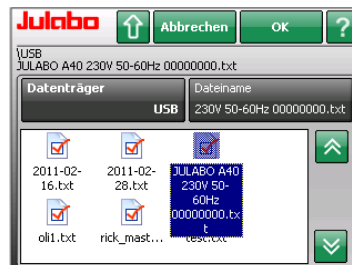 Julabo
Abbrechen
OK
?
\USB
JULABO A40 230V 50-60Hz 00000000.txt
Datenträger
USB
Dateiname
230V 50-60Hz 00000000.txt
2011-02-
16.txt
2011-02-
28.txt
JULABO A40
230V 50-
60Hz
00000000.tx
t
oli1.txt
rick_mast...
test.txt